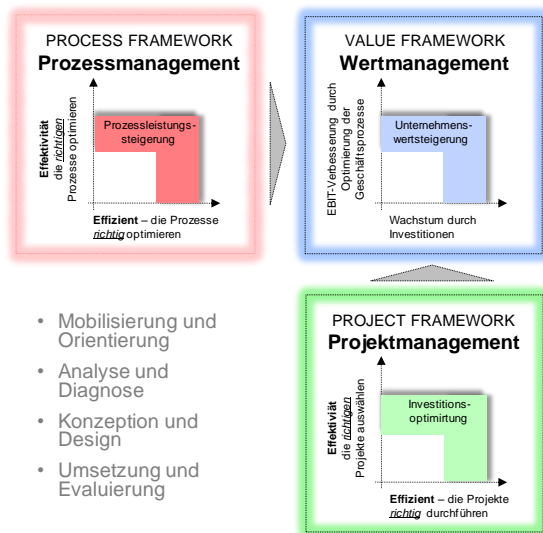 PROCESS FRAMEWORK
Prozessmanagement
Effektivität
die richtigen
Prozesse optimieren
Prozessleistungs-
steigerung
Effizient – die Prozesse
richtig optimieren
VALUE FRAMEWORK
Wertmanagement
EBIT-Verbesserung durch
Optimierung der
Geschäftsprozesse
Unternehmens-
wertsteigerung
Wachstum durch
Investitionen
• Mobilisierung und
Orientierung
• Analyse und
Diagnose
• Konzeption und
Design
• Umsetzung und
Evaluierung
PROJECT FRAMEWORK
Projektmanagement
Effektiviät
die richtigen
Projekte auswählen
Investitions-
optimirtung
Effizient – die Projekte
richtig durchführen